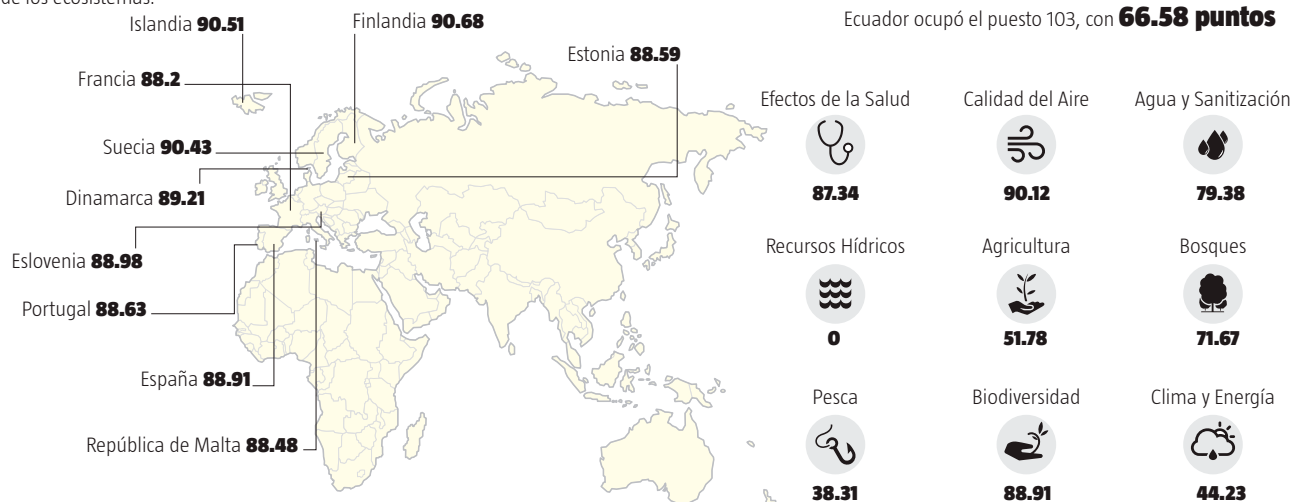 de los ecosistemas.
Islandia 90.51
Finlandia 90.68
Estonia 88.59
Francia 88.2
Suecia 90.43
Dinamarca 89.21
Eslovenia 88.98
Portugal 88.63
España 88.91
República de Malta 88.48
Ecuador ocupó el puesto 103, con 66.58 puntos
Efectos de la Salud
Calidad del Aire
Agua y Sanitización
87.34
90.12
79.38
Recursos Hídricos
Agricultura
Bosques
0
51.78
71.67
Pesca
Biodiversidad
Clima y Energía
38.31
88.91
44.23